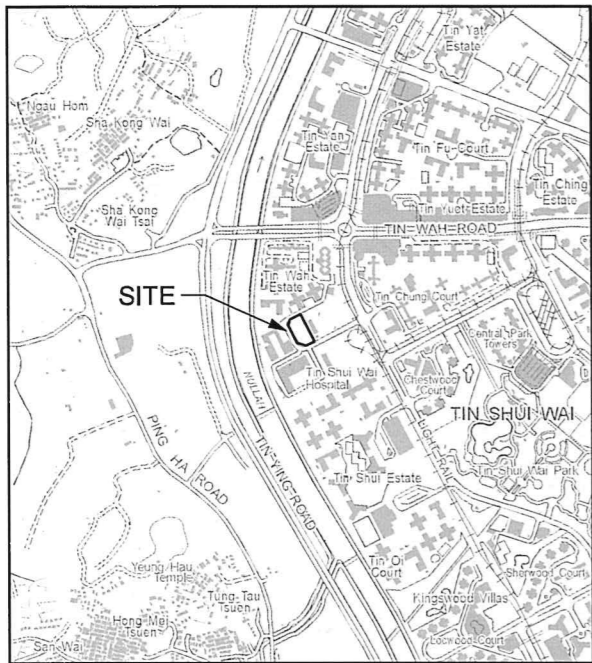 Tin Yat
Estate
Ngau Hom
Sha Kong
Wai
Tin Yan
Estate
Tin Fu Court
Tin Ching
Estate
Sha Kong
Wai Tsai
Tin Yuet Estate
TIN WAH ROAD
Tin Wah
Estate
SITE
Tin Chung Court
Central Park
Towers
Tin Shui Wai
Hospital
Chestwood
Court
NULLAH
TIN SHUI WAI
PING HA ROAD
TIN YING ROAD
LIGHT RAIL
Tin Shui Wai Park
Tin Shui Estate
Yeung Hau
Temple
Tin Oi
Court
Sherwood Court
Tung Tau
Tsuen
Kingswood Villas
Hong Mei
Tsuen
Locwood Court
San Wai